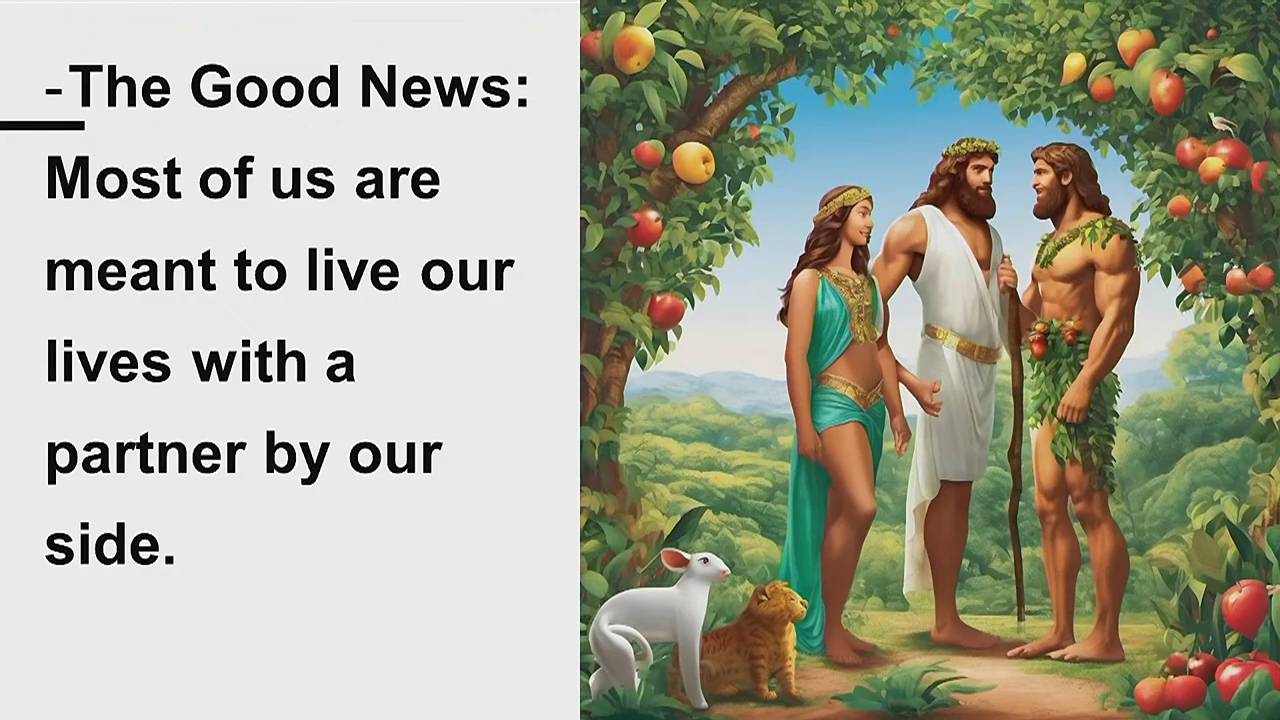 -The Good News:
Most of us are
meant to live our
lives with a
partner by our
side.